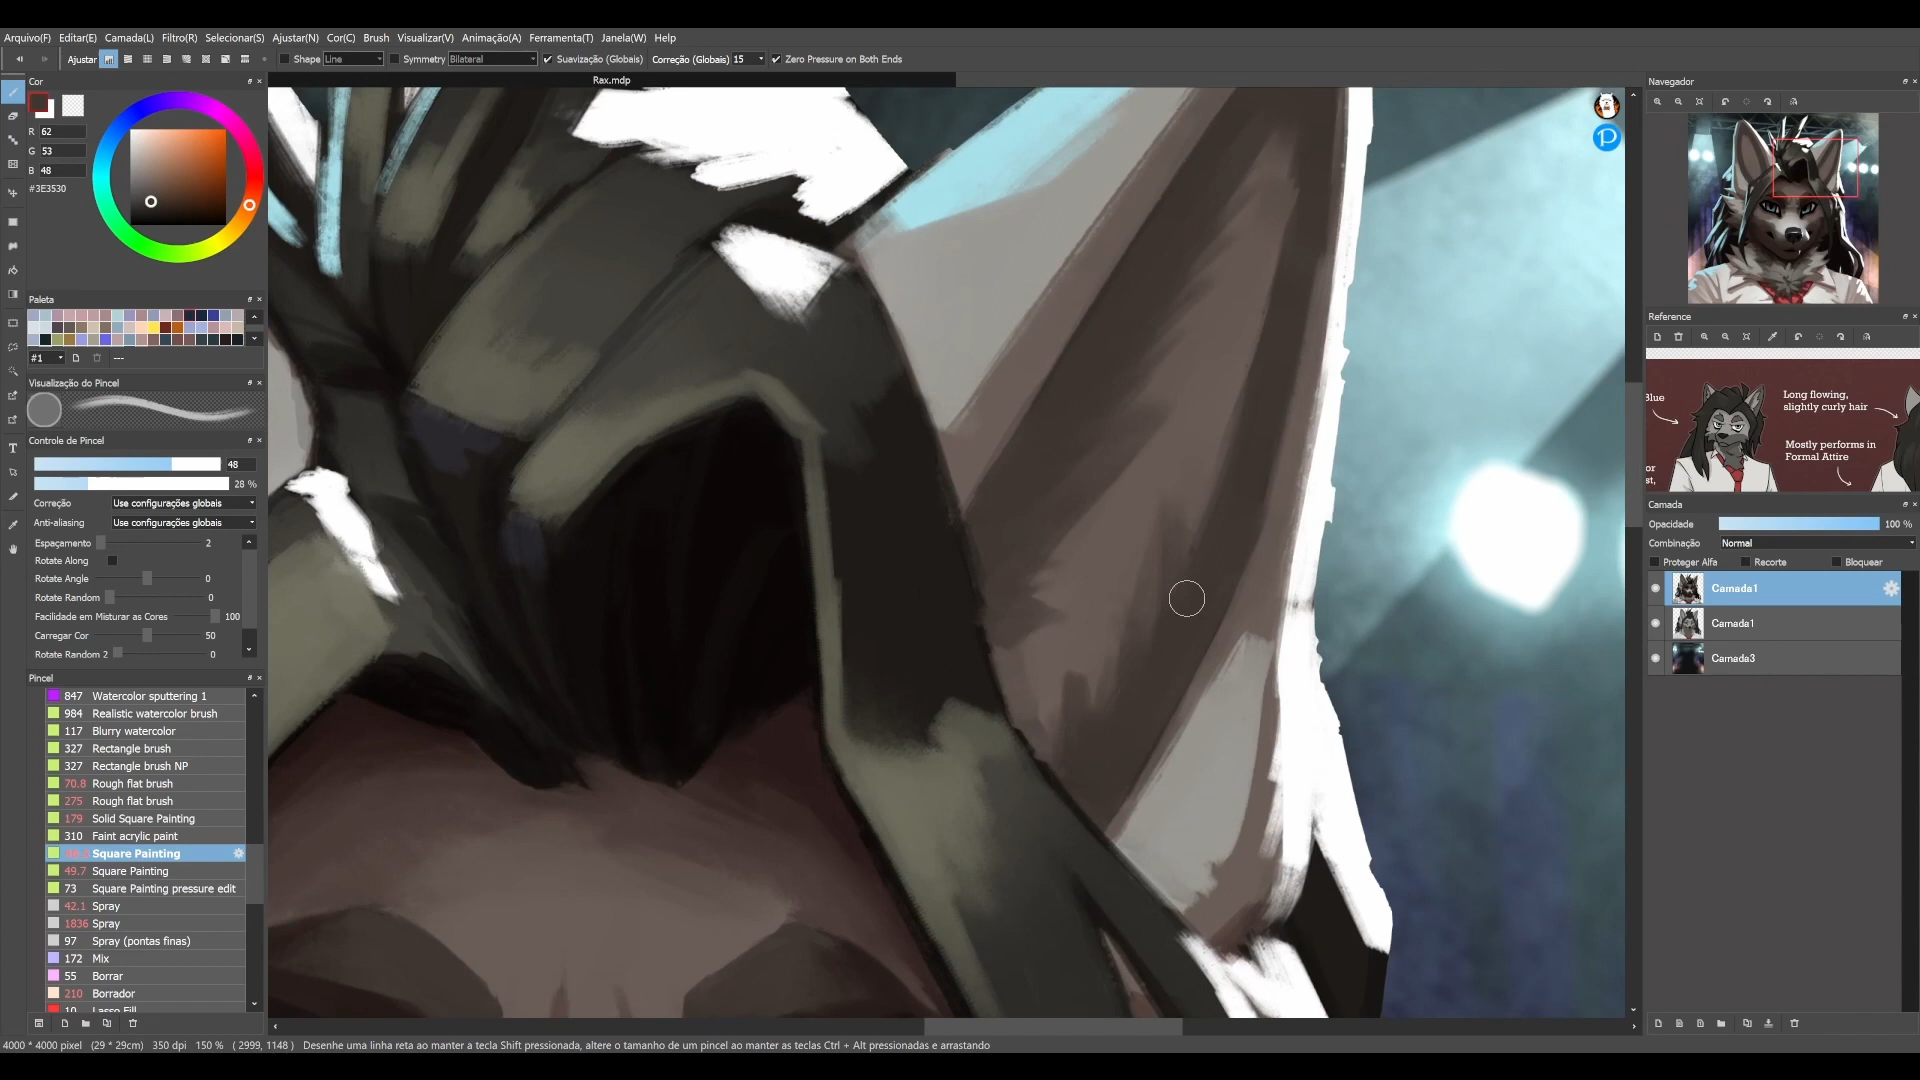 Arquivo(F) Editar(E) Camada(L) Filtro(R) Selecionar(S) Ajustar(N) Cor(C) Brush Visualizar(V) Animação(A) Ferramenta(T) Janela(W) Help
Ajustar Shape Line Symmetry Bilateral Suavização (Globais) Correção (Globais) 15 Zero Pressure on Both Ends
Cor
Rax.mdp
R 62
G 53
B 48
#3E3530
Paleta
#1 ---
Visualização do Pincel
Controle de Pincel
48
28 %
Correção Use configurações globais
Anti-aliasing Use configurações globais
Espaçamento 2
Rotate Along
Rotate Angle 0
Rotate Random 0
Facilidade em Misturar as Cores 100
Carregar Cor 50
Rotate Random 2 0
Pincel
847 Watercolor sputtering 1
984 Realistic watercolor brush
117 Blurry watercolor
327 Rectangle brush
327 Rectangle brush NP
70.8 Rough flat brush
275 Rough flat brush
179 Solid Square Painting
310 Faint acrylic paint
Square Painting
49.7 Square Painting
73 Square Painting pressure edit
42.1 Spray
1836 Spray
97 Spray (pontas finas)
172 Mix
55 Borrar
210 Borrador
10 Lasso Fill
Navegador
Reference
Blue
Long flowing,
slightly curly hair
Mostly performs in
Formal Attire
or
st,
Camada
Opacidade 100 %
Combinação Normal
Proteger Alfa Recorte Bloquear
Camada1
Camada1
Camada3
4000 * 4000 pixel (29 * 29cm) 350 dpi 150 % ( 2999, 1148 ) Desenhe uma linha reta ao manter a tecla Shift pressionada, altere o tamanho de um pincel ao manter as teclas Ctrl + Alt pressionadas e arrastando